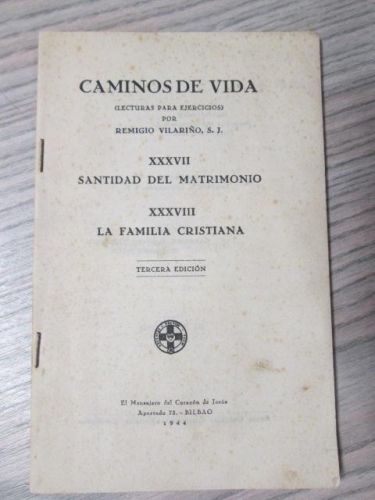 CAMINOS DE VIDA
(LECTURAS PARA EJERCICIOS)
POR
REMIGIO VILARIÑO, S. J.
XXXVII
SANTIDAD DEL MATRIMONIO
XXXVIII
LA FAMILIA CRISTIANA
TERCERA EDICIÓN
El Mensajero del Corazón de Jesús
Apartado 73. - BILBAO
1944